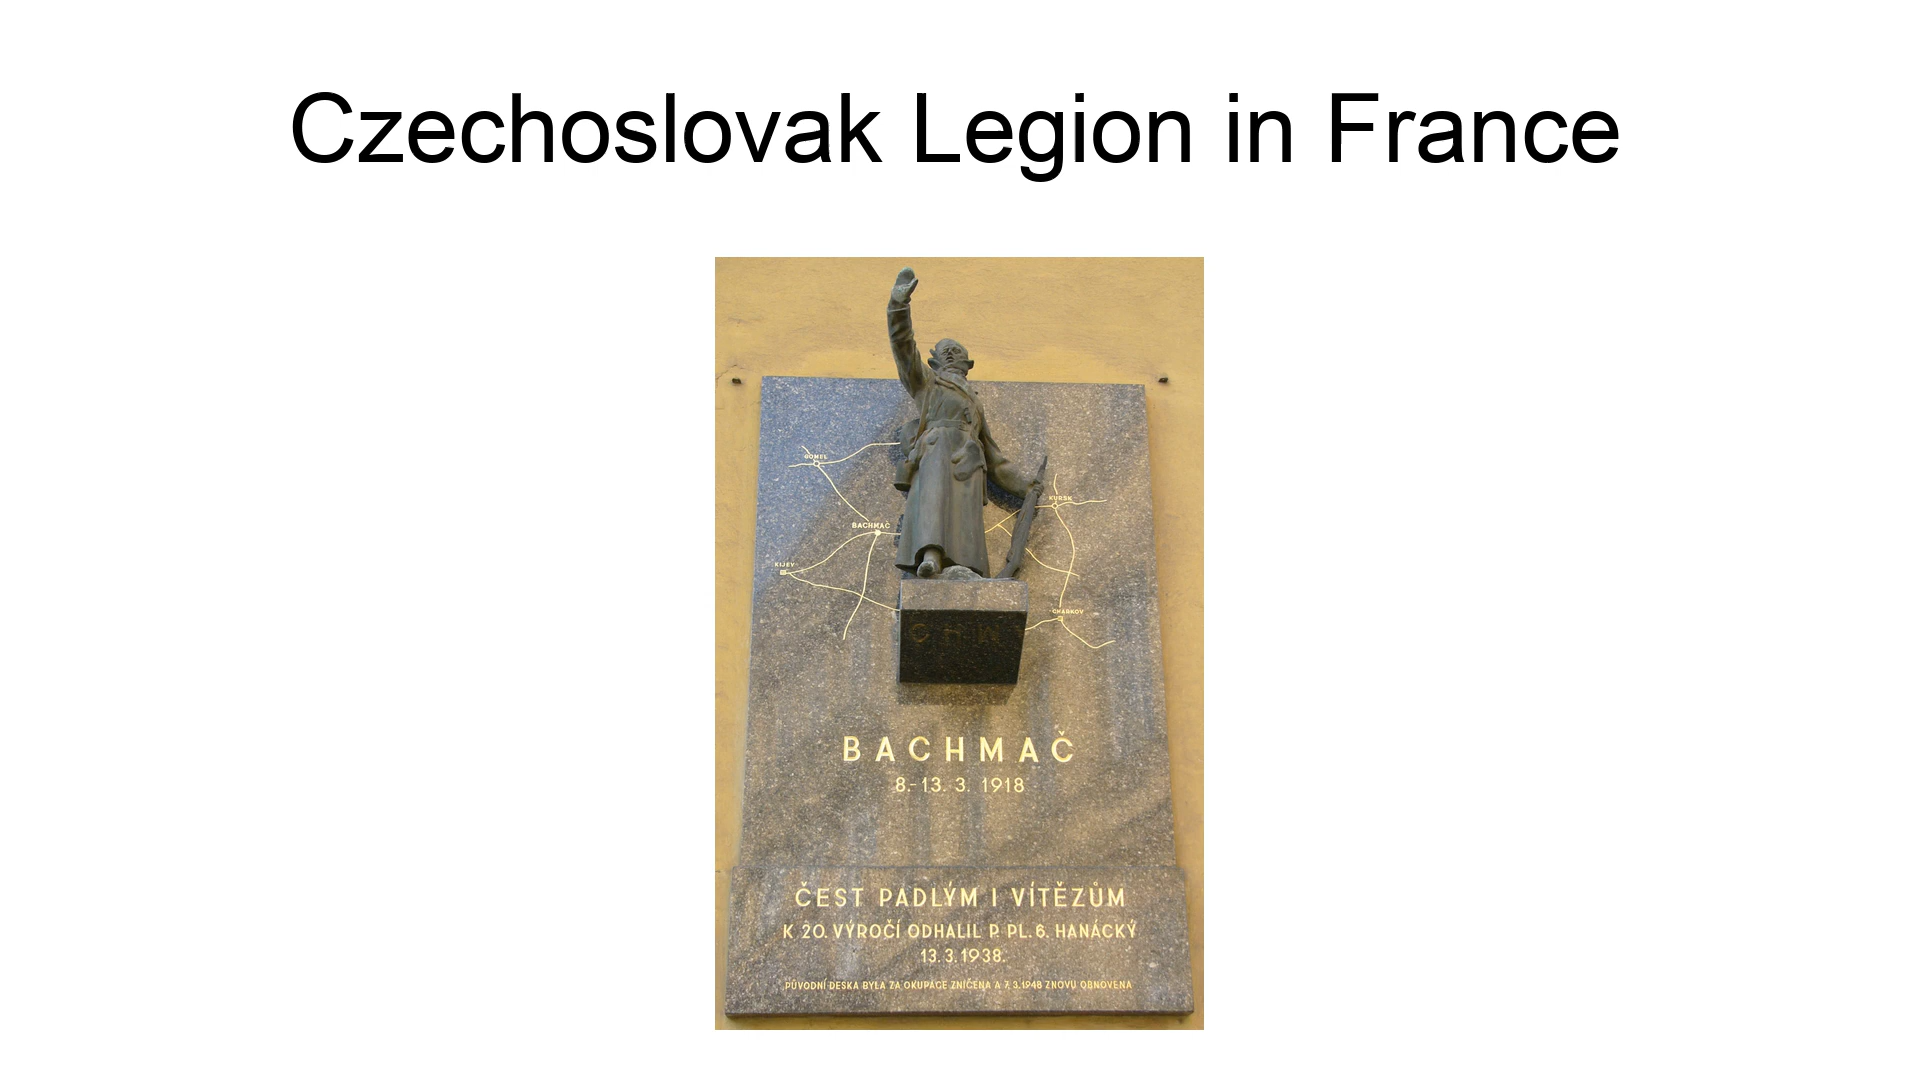 Czechoslovak Legion in France
GOMEL
KURSK
BACHMAČ
KIJEV
CHARKOV
BACHMAČ
8.-13. 3. 1918
ČEST PADLÝM I VÍTĚZŮM
K 20. VÝROČÍ ODHALIL P. PL. 6. HANÁCKÝ
13.3.1938.
PŮVODNÍ DESKA BYLA ZA OKUPACE ZNIČENA A 7.3.1948 ZNOVU OBNOVENA